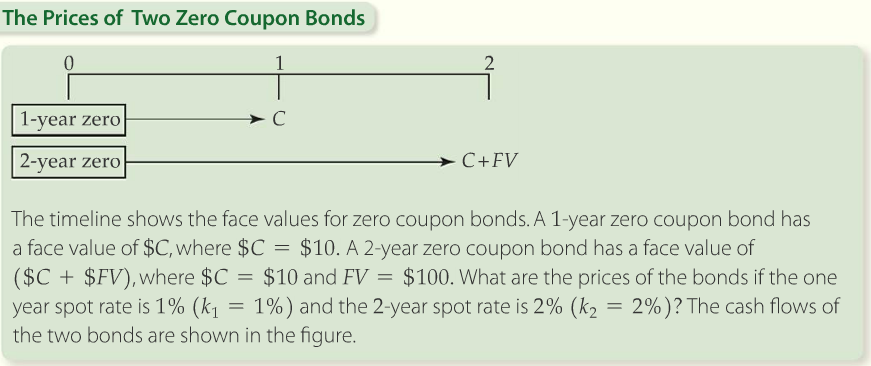 The Prices of Two Zero Coupon Bonds
0 1 2
1-year zero C
2-year zero C+FV
The timeline shows the face values for zero coupon bonds. A 1-year zero coupon bond has
a face value of $C, where $C = $10. A 2-year zero coupon bond has a face value of
($C + $FV), where $C = $10 and FV = $100. What are the prices of the bonds if the one
year spot rate is 1% (k₁ = 1%) and the 2-year spot rate is 2% (k₂ = 2%)? The cash flows of
the two bonds are shown in the figure.